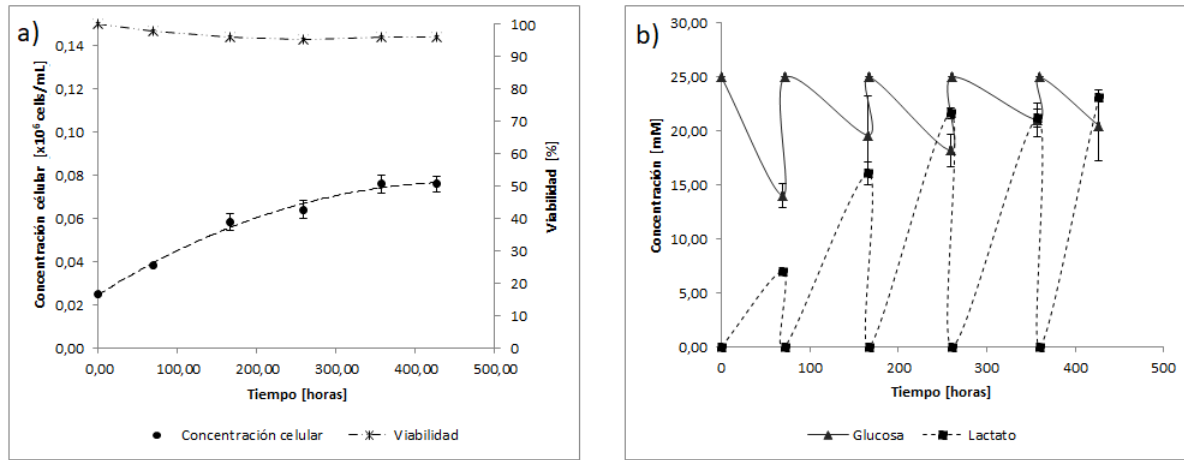 a)
Concentración célular [x10⁶ cells/mL]
0,14
0,12
0,10
0,08
0,06
0,04
0,02
0,00
100
90
80
70
60
50
40
30
20
10
0
Viabilidad [%]
0,00 100,00 200,00 300,00 400,00 500,00
Tiempo [horas]
Concentración celular Viabilidad
b)
Concentración [mM]
30,00
25,00
20,00
15,00
10,00
5,00
0,00
0 100 200 300 400 500
Tiempo [horas]
Glucosa Lactato